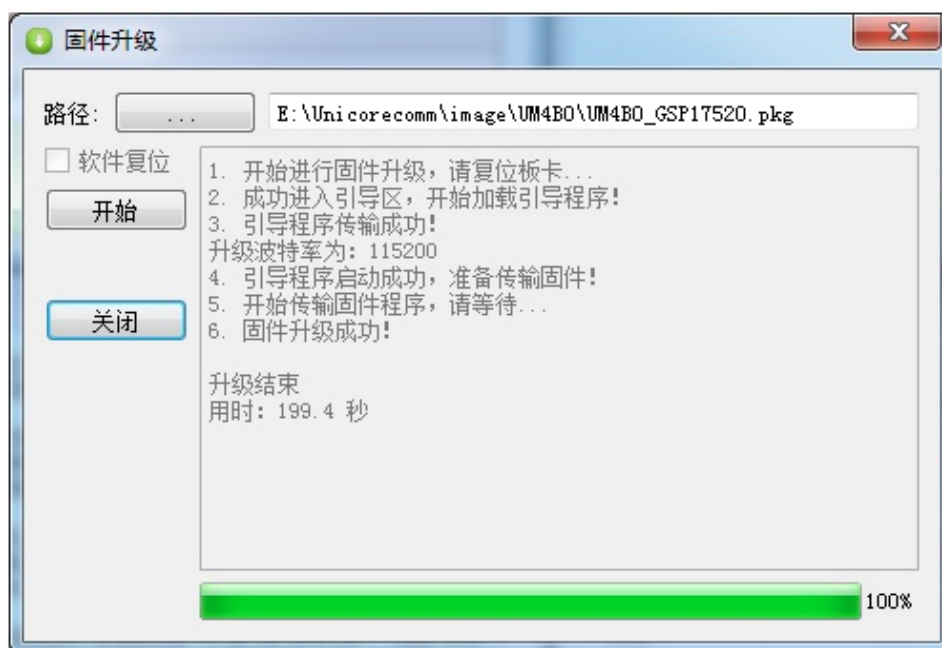 固件升级
路径: ... E:\Unicorecomm\image\UM4B0\UM4B0_GSP17520.pkg
软件复位
开始
关闭
1. 开始进行固件升级，请复位板卡...
2. 成功进入引导区，开始加载引导程序!
3. 引导程序传输成功!
升级波特率为: 115200
4. 引导程序启动成功，准备传输固件!
5. 开始传输固件程序，请等待...
6. 固件升级成功!
升级结束
用时: 199.4 秒
100%